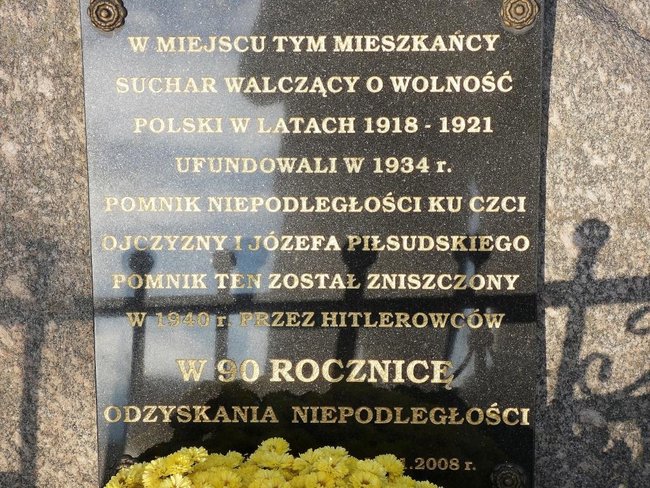 W MIEJSCU TYM MIESZKAŃCY
SUCHAR WALCZĄCY O WOLNOŚĆ
POLSKI W LATACH 1918 - 1921
UFUNDOWALI W 1934 r.
POMNIK NIEPODLEGŁOŚCI KU CZCI
OJCZYZNY I JÓZEFA PIŁSUDSKIEGO
POMNIK TEN ZOSTAŁ ZNISZCZONY
W 1940 r. PRZEZ HITLEROWCÓW
W 90 ROCZNICĘ
ODZYSKANIA NIEPODLEGŁOŚCI
.2008 r.